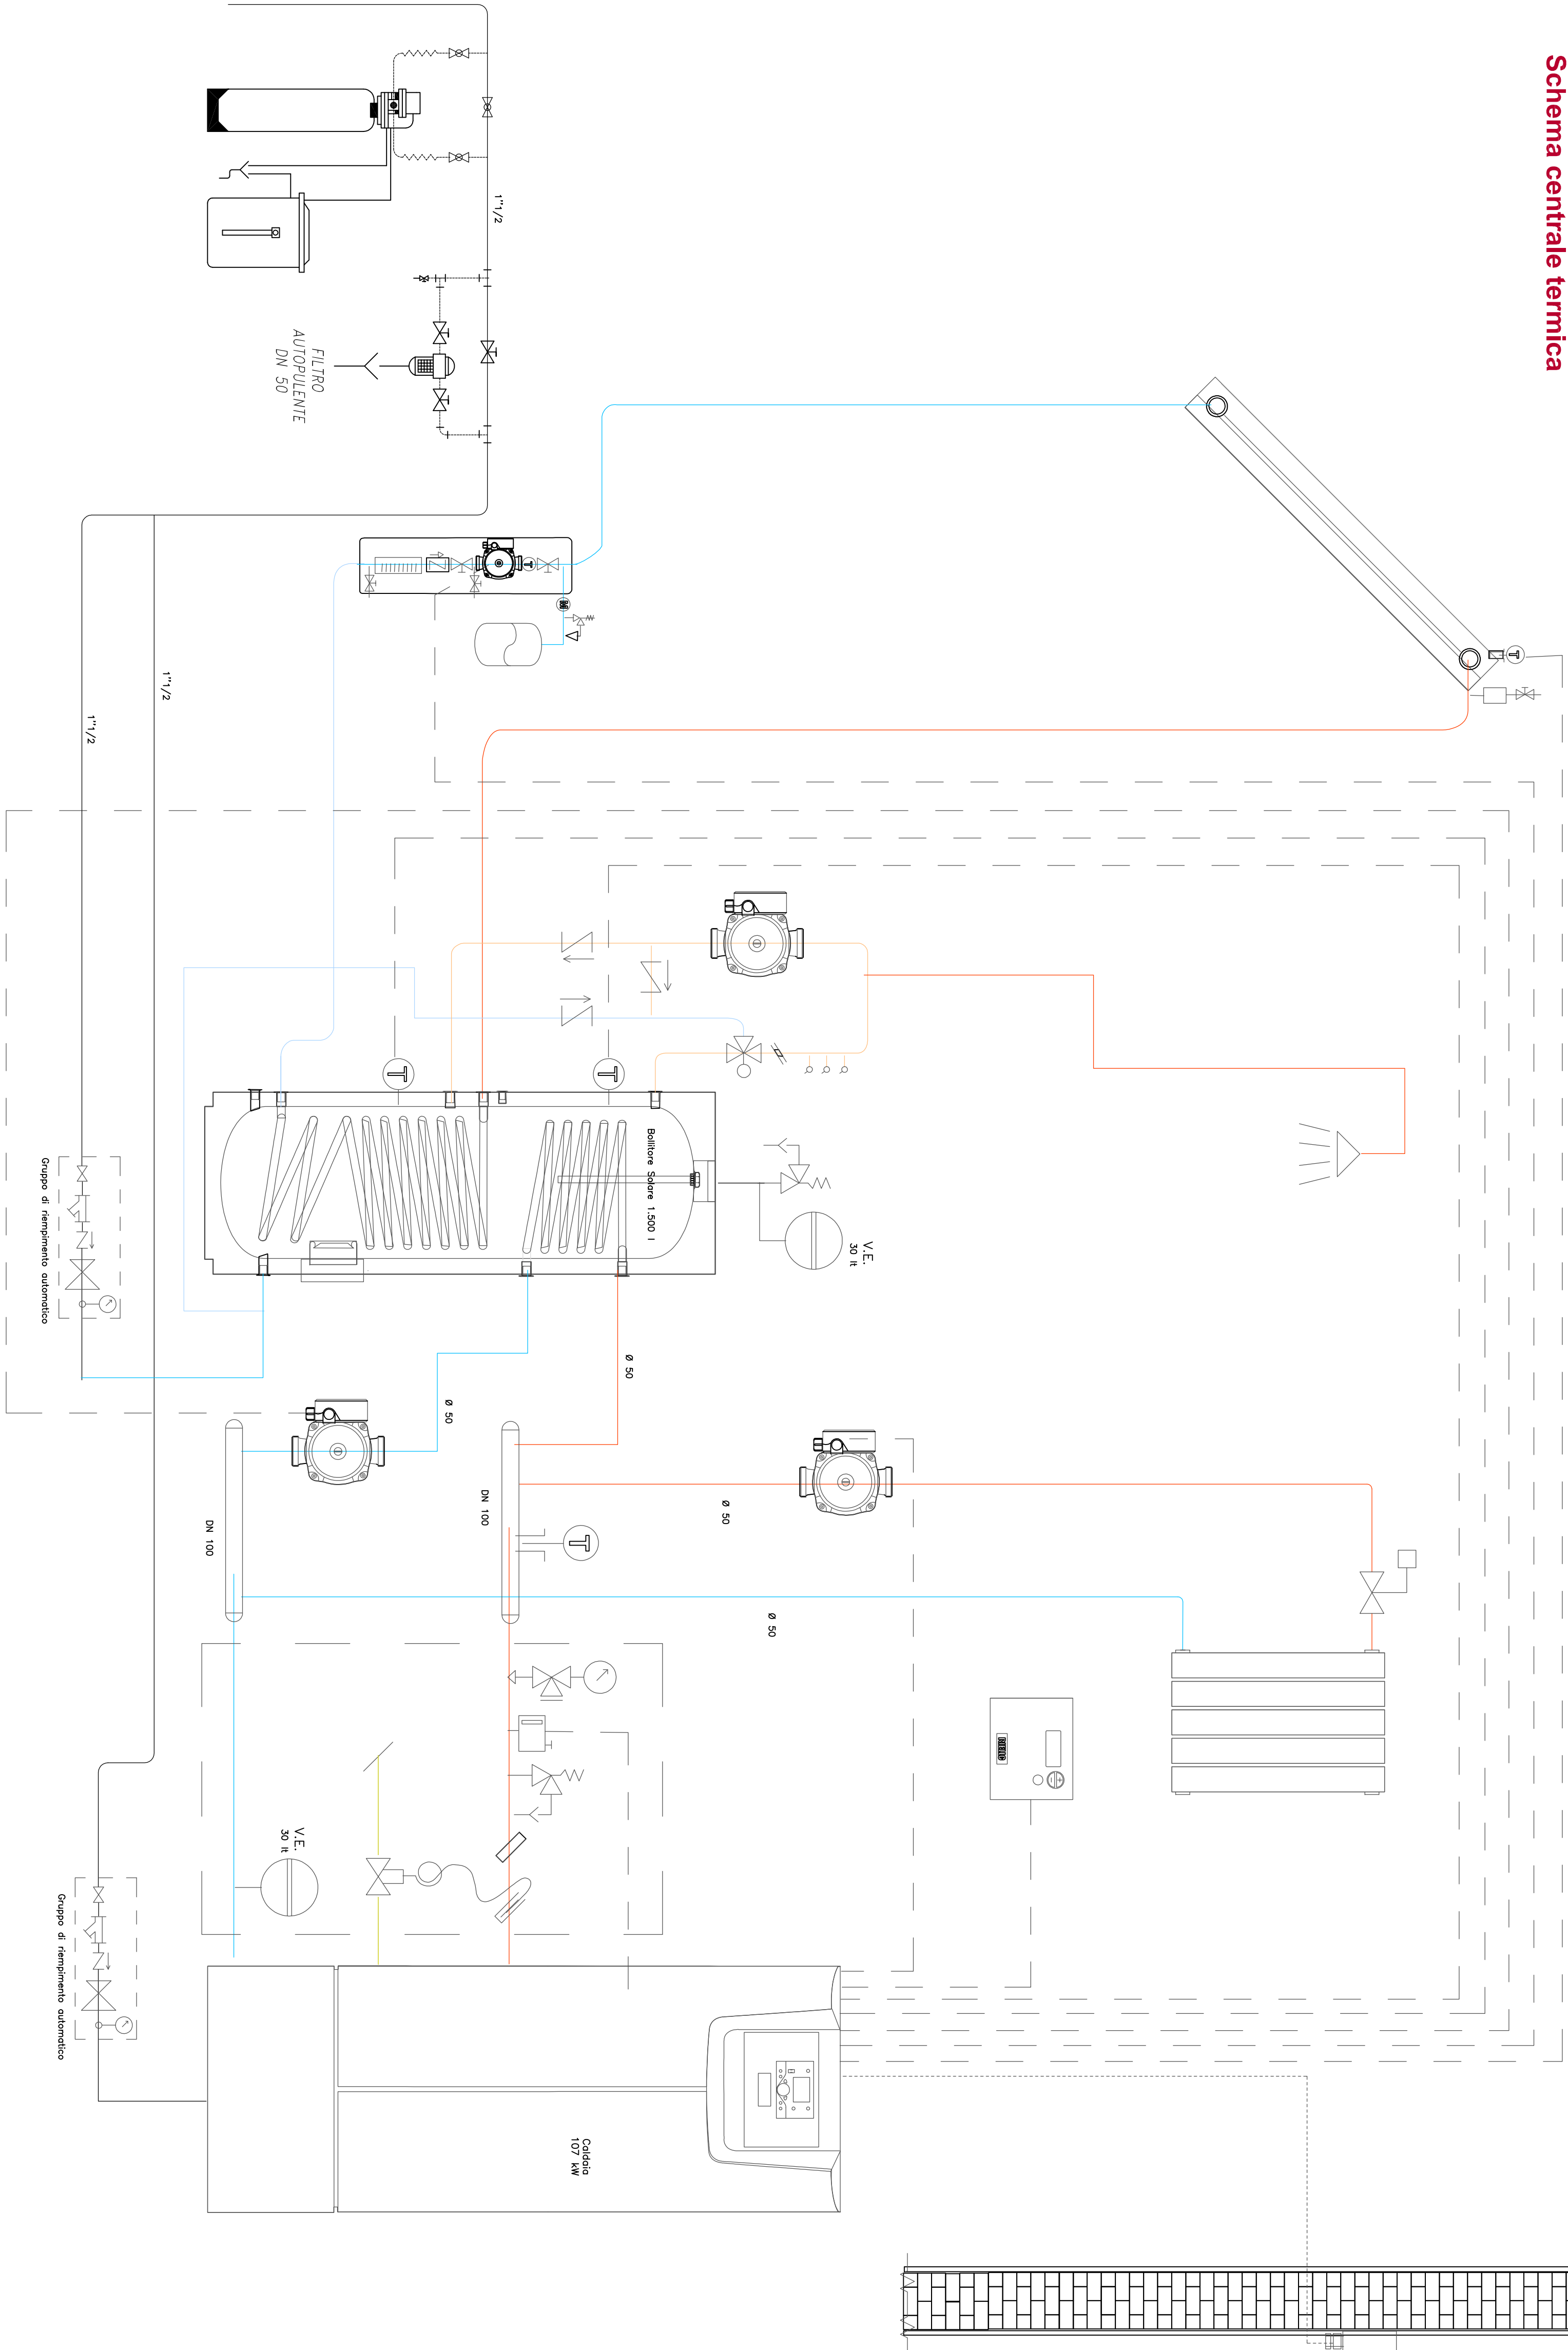 Schema centrale termica
1"1/2
FILTRO
AUTOPULENTE
DN 50
1"1/2
1"1/2
T
T
T
T
Bollitore Solare 1.500 l
V.E.
30 lt
Gruppo di riempimento automatico
Ø 50
Ø 50
DN 100
DN 100
T
Ø 50
Ø 50
V.E.
30 lt
Gruppo di riempimento automatico
Caldaia
107 kW